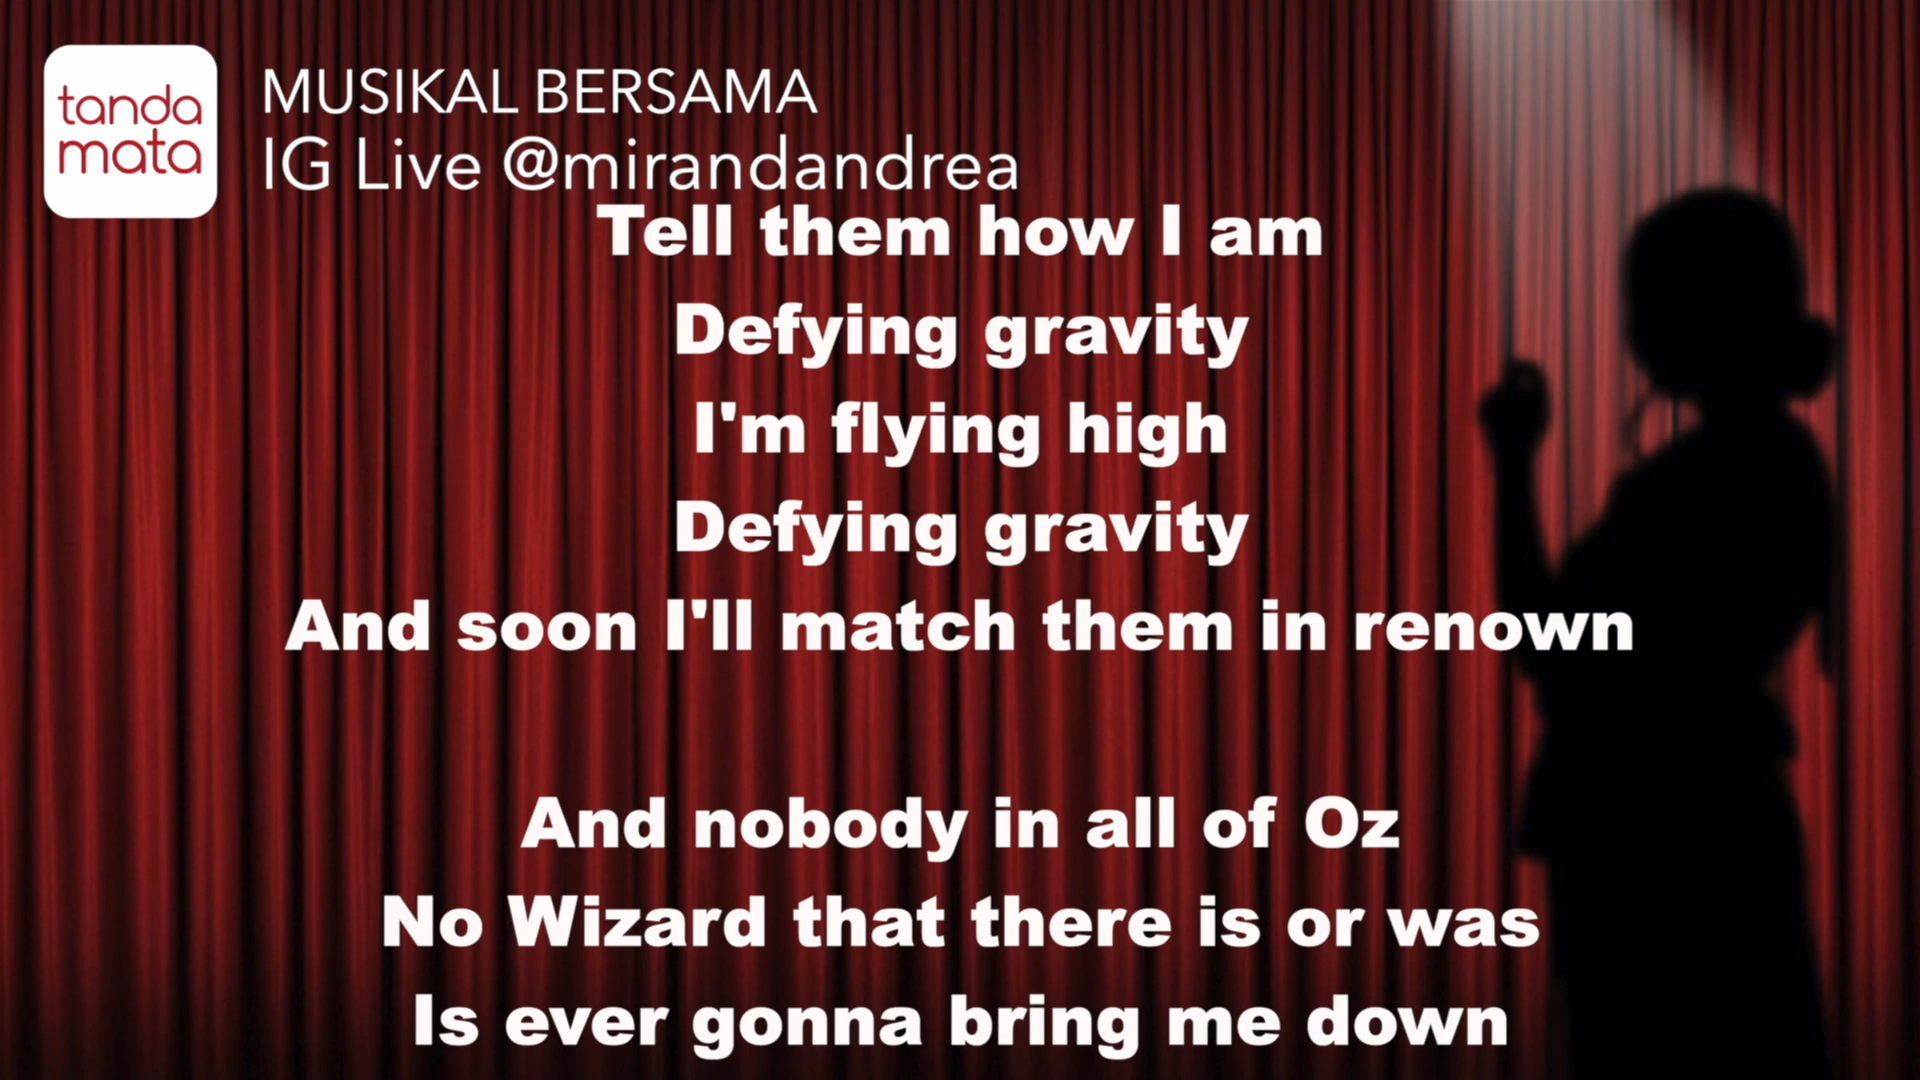 tanda
mata
MUSIKAL BERSAMA
IG Live @mirandandrea
Tell them how I am
Defying gravity
I'm flying high
Defying gravity
And soon I'll match them in renown
And nobody in all of Oz
No Wizard that there is or was
Is ever gonna bring me down